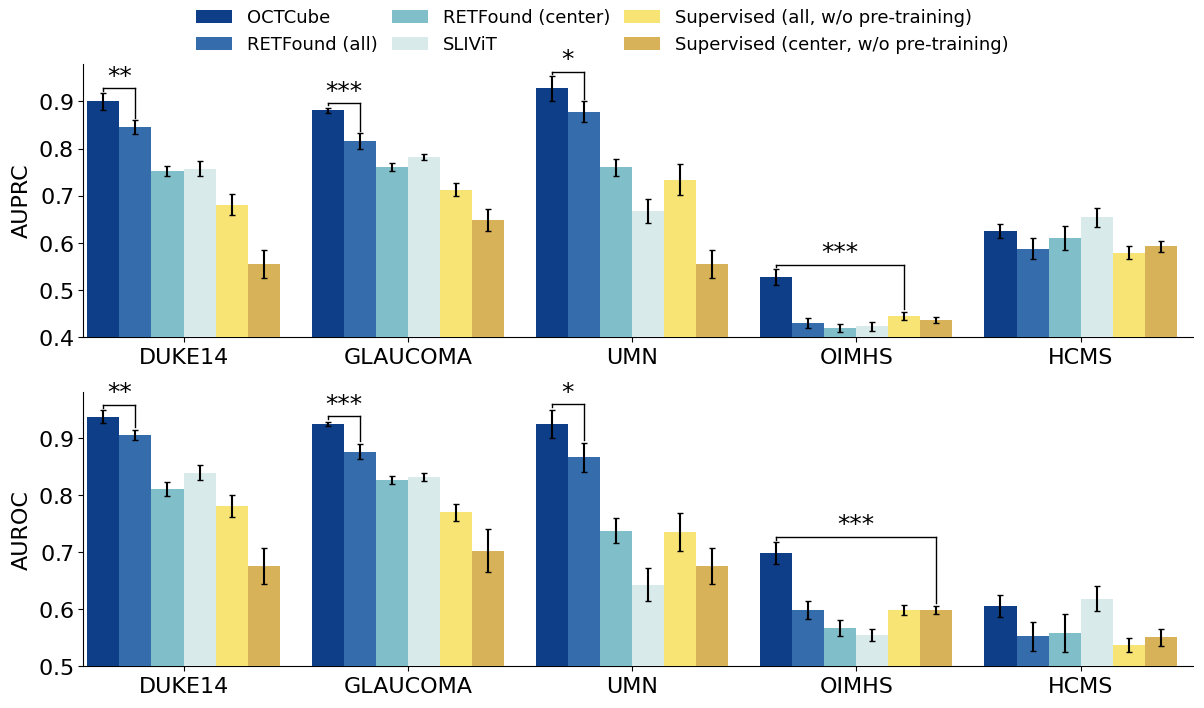 OCTCube
RETFound (all)
RETFound (center)
SLIViT
Supervised (all, w/o pre-training)
Supervised (center, w/o pre-training)
AUPRC
0.9
0.8
0.7
0.6
0.5
0.4
**
***
*
***
DUKE14
GLAUCOMA
UMN
OIMHS
HCMS
AUROC
0.9
0.8
0.7
0.6
0.5
**
***
*
***
DUKE14
GLAUCOMA
UMN
OIMHS
HCMS